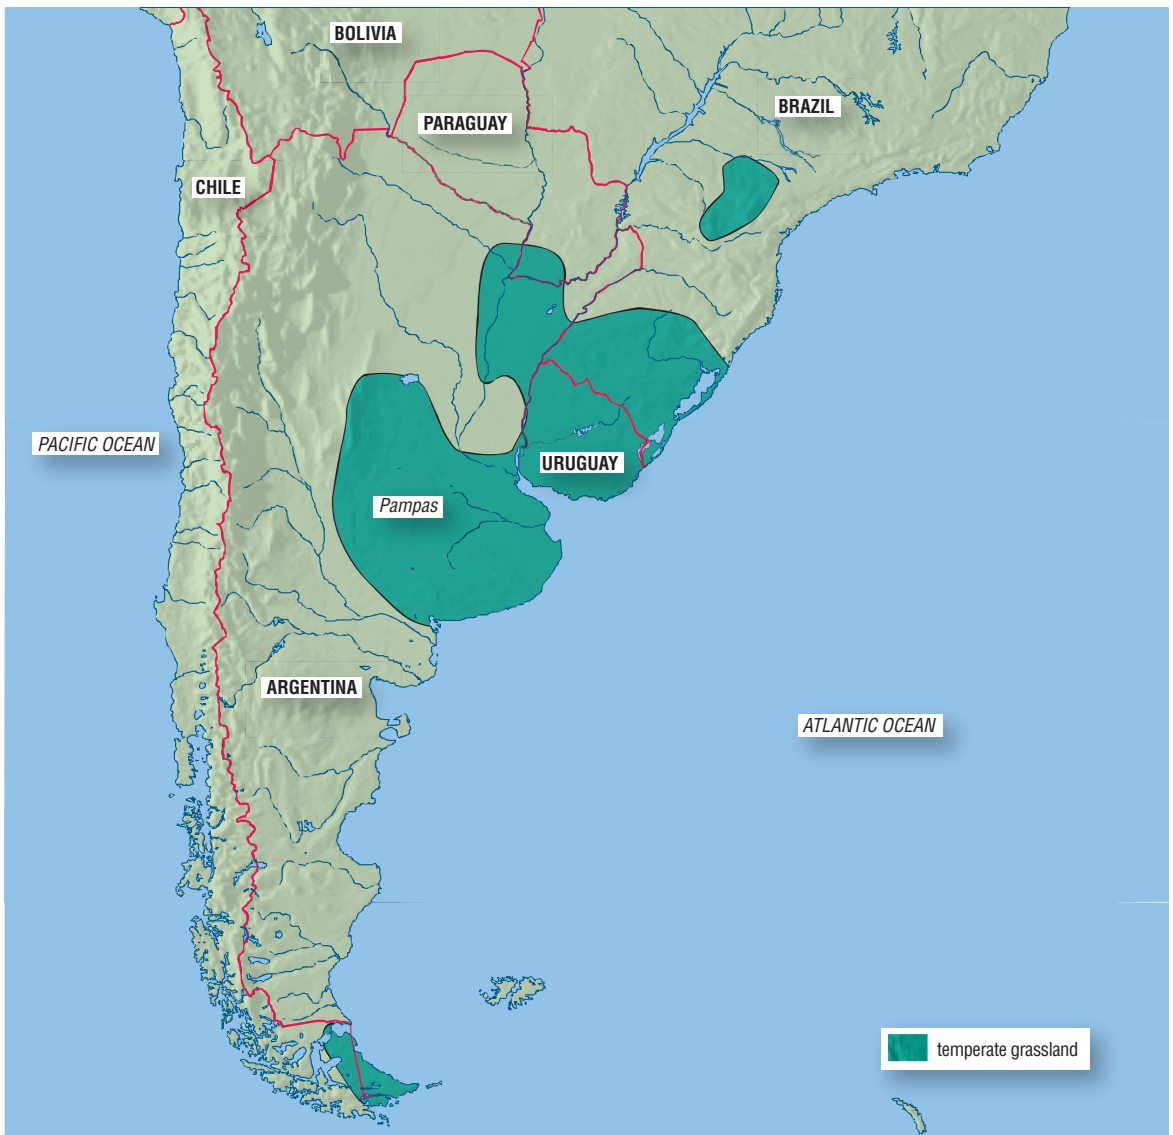 BOLIVIA
BRAZIL
PARAGUAY
CHILE
PACIFIC OCEAN
URUGUAY
Pampas
ARGENTINA
ATLANTIC OCEAN
temperate grassland